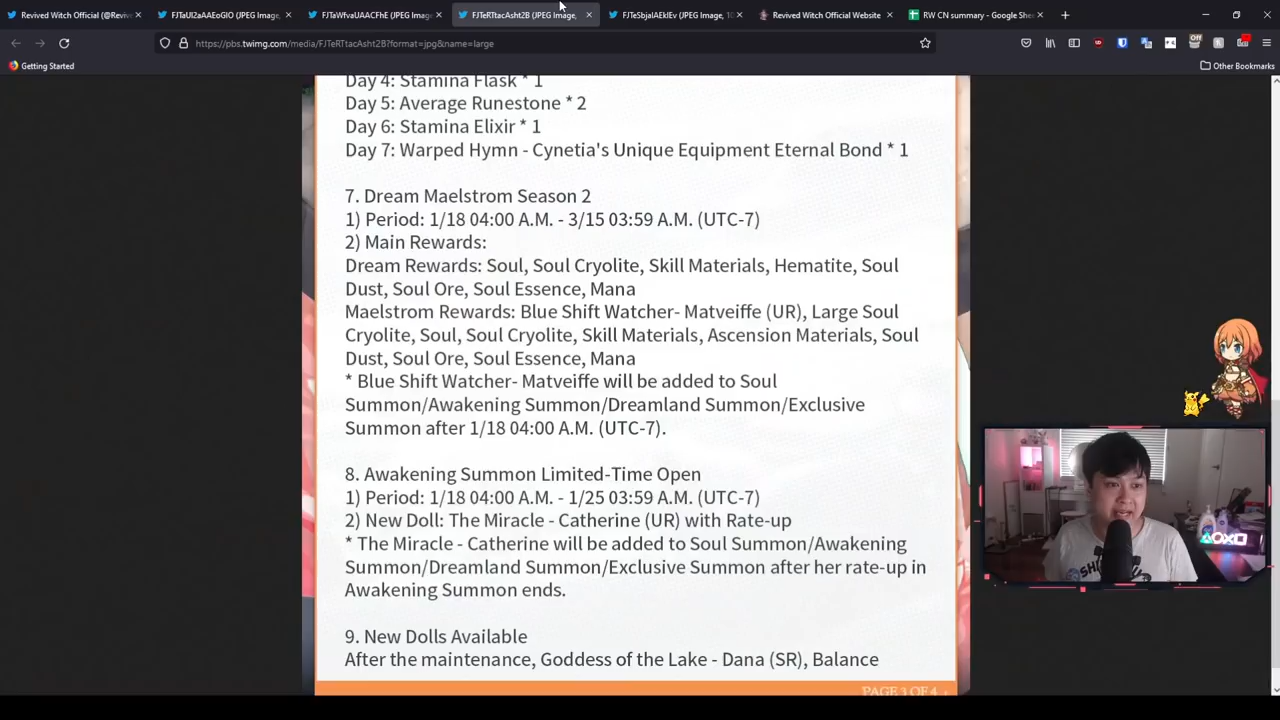 Revived Witch Official (@Revive
FJTaUl2aAAEoGlO (JPEG Image,
FJTaWfvaUAACFhE (JPEG Image,
FJTeRTtacAsht2B (JPEG Image,
FJTeSbjalAEklEv (JPEG Image, 10
Revived Witch Official Website
RW CN summary - Google Shee
https://pbs.twimg.com/media/FJTeRTtacAsht2B?format=jpg&name=large
Off
Getting Started
Other Bookmarks
Day 4: Stamina Flask * 1
Day 5: Average Runestone * 2
Day 6: Stamina Elixir * 1
Day 7: Warped Hymn - Cynetia's Unique Equipment Eternal Bond * 1
7. Dream Maelstrom Season 2
1) Period: 1/18 04:00 A.M. - 3/15 03:59 A.M. (UTC-7)
2) Main Rewards:
Dream Rewards: Soul, Soul Cryolite, Skill Materials, Hematite, Soul
Dust, Soul Ore, Soul Essence, Mana
Maelstrom Rewards: Blue Shift Watcher- Matveiffe (UR), Large Soul
Cryolite, Soul, Soul Cryolite, Skill Materials, Ascension Materials, Soul
Dust, Soul Ore, Soul Essence, Mana
* Blue Shift Watcher- Matveiffe will be added to Soul
Summon/Awakening Summon/Dreamland Summon/Exclusive
Summon after 1/18 04:00 A.M. (UTC-7).
8. Awakening Summon Limited-Time Open
1) Period: 1/18 04:00 A.M. - 1/25 03:59 A.M. (UTC-7)
2) New Doll: The Miracle - Catherine (UR) with Rate-up
* The Miracle - Catherine will be added to Soul Summon/Awakening
Summon/Dreamland Summon/Exclusive Summon after her rate-up in
Awakening Summon ends.
9. New Dolls Available
After the maintenance, Goddess of the Lake - Dana (SR), Balance
PAGE 3 OF 4